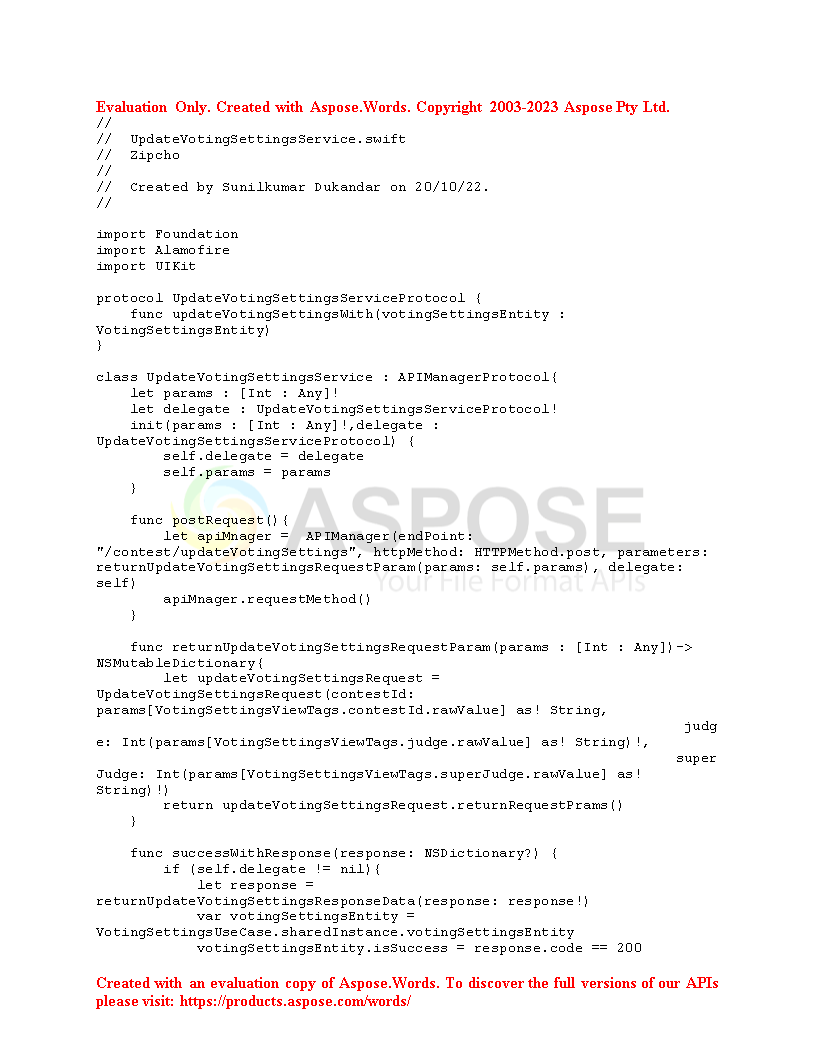 Evaluation Only. Created with Aspose.Words. Copyright 2003-2023 Aspose Pty Ltd.
//
//  UpdateVotingSettingsService.swift
//  Zipcho
//
//  Created by Sunilkumar Dukandar on 20/10/22.
//
import Foundation
import Alamofire
import UIKit
protocol UpdateVotingSettingsServiceProtocol {
    func updateVotingSettingsWith(votingSettingsEntity :
VotingSettingsEntity)
}
class UpdateVotingSettingsService : APIManagerProtocol{
    let params : [Int : Any]!
    let delegate : UpdateVotingSettingsServiceProtocol!
    init(params : [Int : Any]!,delegate :
UpdateVotingSettingsServiceProtocol) {
        self.delegate = delegate
        self.params = params
    }
ASPOSE
Your File Format APIs
    func postRequest(){
        let apiMnager =  APIManager(endPoint:
"/contest/updateVotingSettings", httpMethod: HTTPMethod.post, parameters:
returnUpdateVotingSettingsRequestParam(params: self.params), delegate:
self)
        apiMnager.requestMethod()
    }
    func returnUpdateVotingSettingsRequestParam(params : [Int : Any])->
NSMutableDictionary{
        let updateVotingSettingsRequest =
UpdateVotingSettingsRequest(contestId:
params[VotingSettingsViewTags.contestId.rawValue] as! String,
judg
e: Int(params[VotingSettingsViewTags.judge.rawValue] as! String)!,
super
Judge: Int(params[VotingSettingsViewTags.superJudge.rawValue] as!
String)!)
        return updateVotingSettingsRequest.returnRequestPrams()
    }
    func successWithResponse(response: NSDictionary?) {
        if (self.delegate != nil){
            let response =
returnUpdateVotingSettingsResponseData(response: response!)
            var votingSettingsEntity =
VotingSettingsUseCase.sharedInstance.votingSettingsEntity
            votingSettingsEntity.isSuccess = response.code == 200
Created with an evaluation copy of Aspose.Words. To discover the full versions of our APIs
please visit: https://products.aspose.com/words/